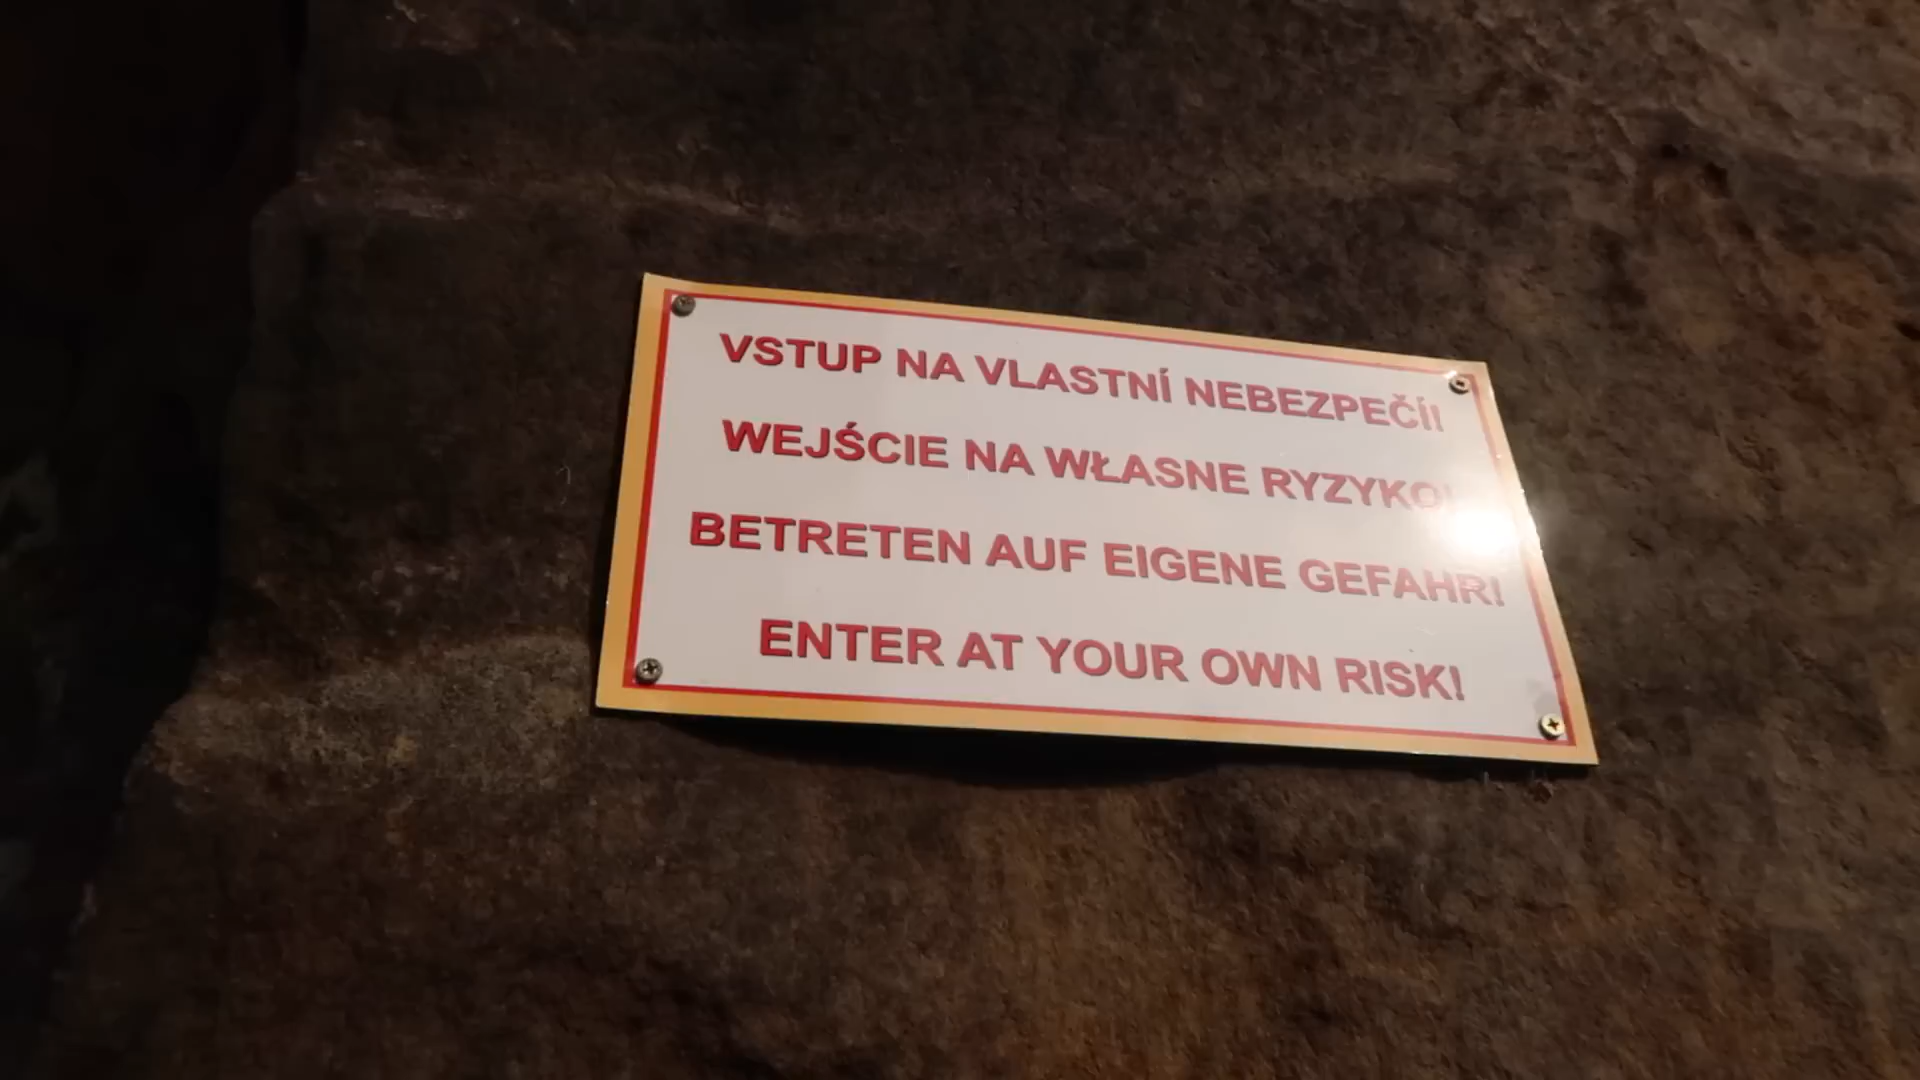 VSTUP NA VLASTNÍ NEBEZPEČÍ!
WEJŚCIE NA WŁASNE RYZYKO!
BETRETEN AUF EIGENE GEFAHR!
ENTER AT YOUR OWN RISK!